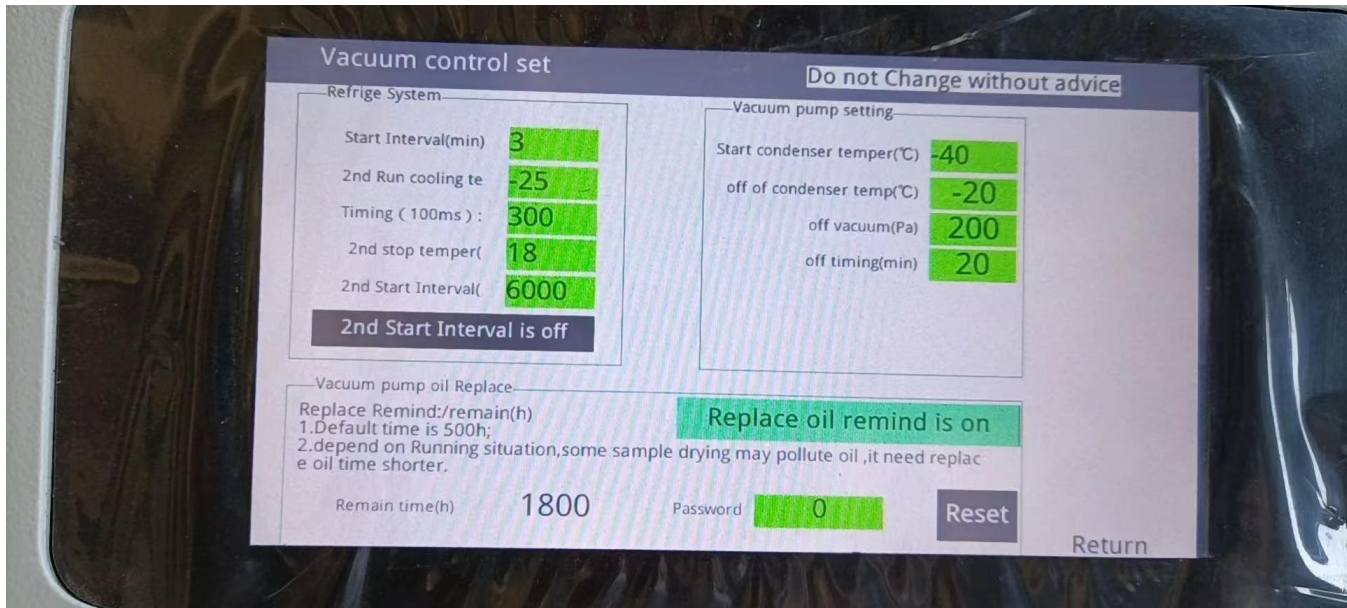 Vacuum control set
Do not Change without advice
Refrige System
Start Interval(min) 3
2nd Run cooling te -25
Timing ( 100ms ) : 300
2nd stop temper( 18
2nd Start Interval( 6000
2nd Start Interval is off
Vacuum pump setting
Start condenser temper(℃) -40
off of condenser temp(℃) -20
off vacuum(Pa) 200
off timing(min) 20
Vacuum pump oil Replace
Replace Remind:/remain(h)
1.Default time is 500h;
2.depend on Running situation,some sample drying may pollute oil ,it need replac
e oil time shorter.
Replace oil remind is on
Remain time(h) 1800
Password 0
Reset
Return